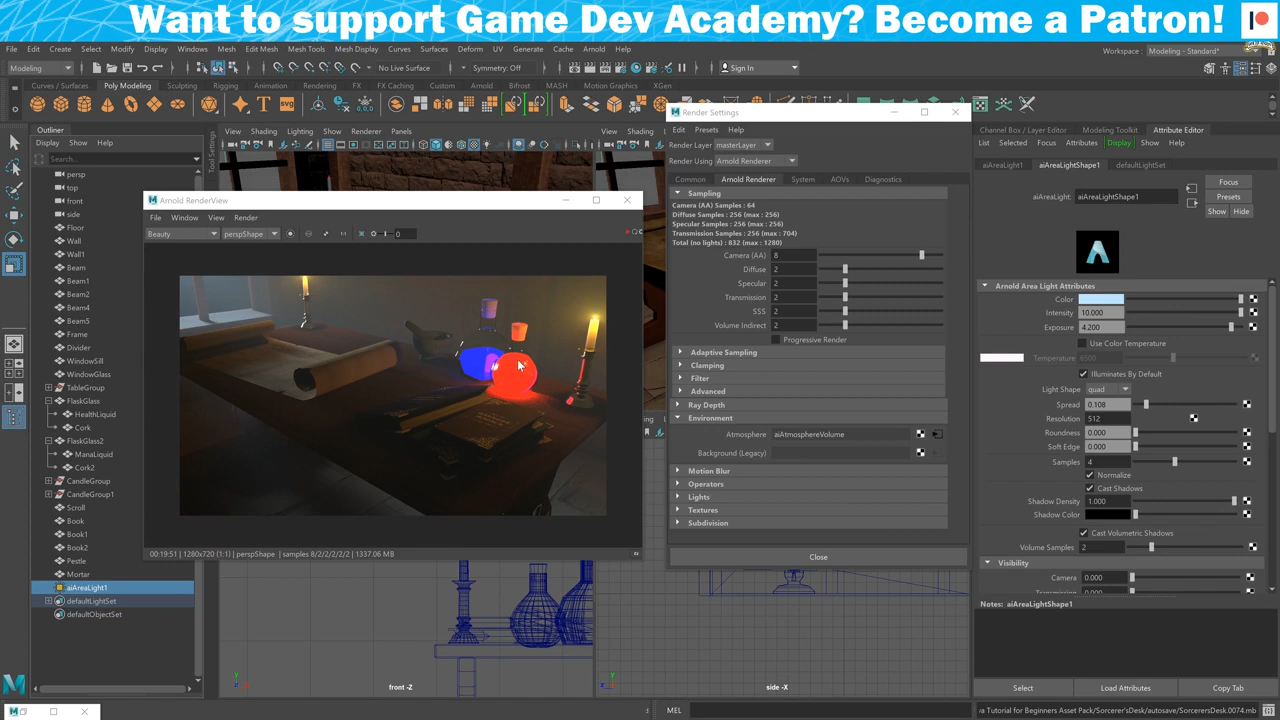 Want to support Game Dev Academy? Become a Patron!
File Edit Create Select Modify Display Windows Mesh Edit Mesh Mesh Tools Mesh Display Curves Surfaces Deform UV Generate Cache Arnold Help
Workspace : Modeling - Standard*
Modeling No Live Surface Symmetry: Off Sign In
Curves / Surfaces Poly Modeling Sculpting Rigging Animation Rendering FX FX Caching Custom Arnold Bifrost MASH Motion Graphics XGen
Outliner
Display Show Help
Search...
persp
top
front
side
Floor
Wall
Wall1
Beam
Beam1
Beam2
Beam4
Beam5
Frame
Divider
WindowSill
WindowGlass
TableGroup
FlaskGlass
HealthLiquid
Cork
FlaskGlass2
ManaLiquid
Cork2
CandleGroup
CandleGroup1
Scroll
Book
Book1
Book2
Pestle
Mortar
aiAreaLight1
defaultLightSet
defaultObjectSet
Tool Settings
View Shading Lighting Show Renderer Panels
View Shading
Arnold RenderView
File Window View Render
Beauty perspShape 0
00:19:51 | 1280x720 (1:1) | perspShape | samples 8/2/2/2/2/2 | 1337.06 MB
front -Z
side -X
Render Settings
Edit Presets Help
Render Layer masterLayer
Render Using Arnold Renderer
Common Arnold Renderer System AOVs Diagnostics
Sampling
Camera (AA) Samples : 64
Diffuse Samples : 256 (max : 256)
Specular Samples : 256 (max : 256)
Transmission Samples : 256 (max : 704)
Total (no lights) : 832 (max : 1280)
Camera (AA) 8
Diffuse 2
Specular 2
Transmission 2
SSS 2
Volume Indirect 2
Progressive Render
Adaptive Sampling
Clamping
Filter
Advanced
Ray Depth
Environment
Atmosphere aiAtmosphereVolume
Background (Legacy)
Motion Blur
Operators
Lights
Textures
Subdivision
Close
Channel Box / Layer Editor Modeling Toolkit Attribute Editor
List Selected Focus Attributes Display Show Help
aiAreaLight1 aiAreaLightShape1 defaultLightSet
aiAreaLight: aiAreaLightShape1
Focus
Presets
Show Hide
Arnold Area Light Attributes
Color
Intensity 10.000
Exposure 4.200
Use Color Temperature
Temperature 6500
Illuminates By Default
Light Shape quad
Spread 0.108
Resolution 512
Roundness 0.000
Soft Edge 0.000
Samples 4
Normalize
Cast Shadows
Shadow Density 1.000
Shadow Color
Cast Volumetric Shadows
Volume Samples 2
Visibility
Camera 0.000
Transmission 0.000
Notes: aiAreaLightShape1
Select Load Attributes Copy Tab
MEL
a Tutorial for Beginners Asset Pack/Sorcerer'sDesk/autosave/SorcerersDesk.0074.mb